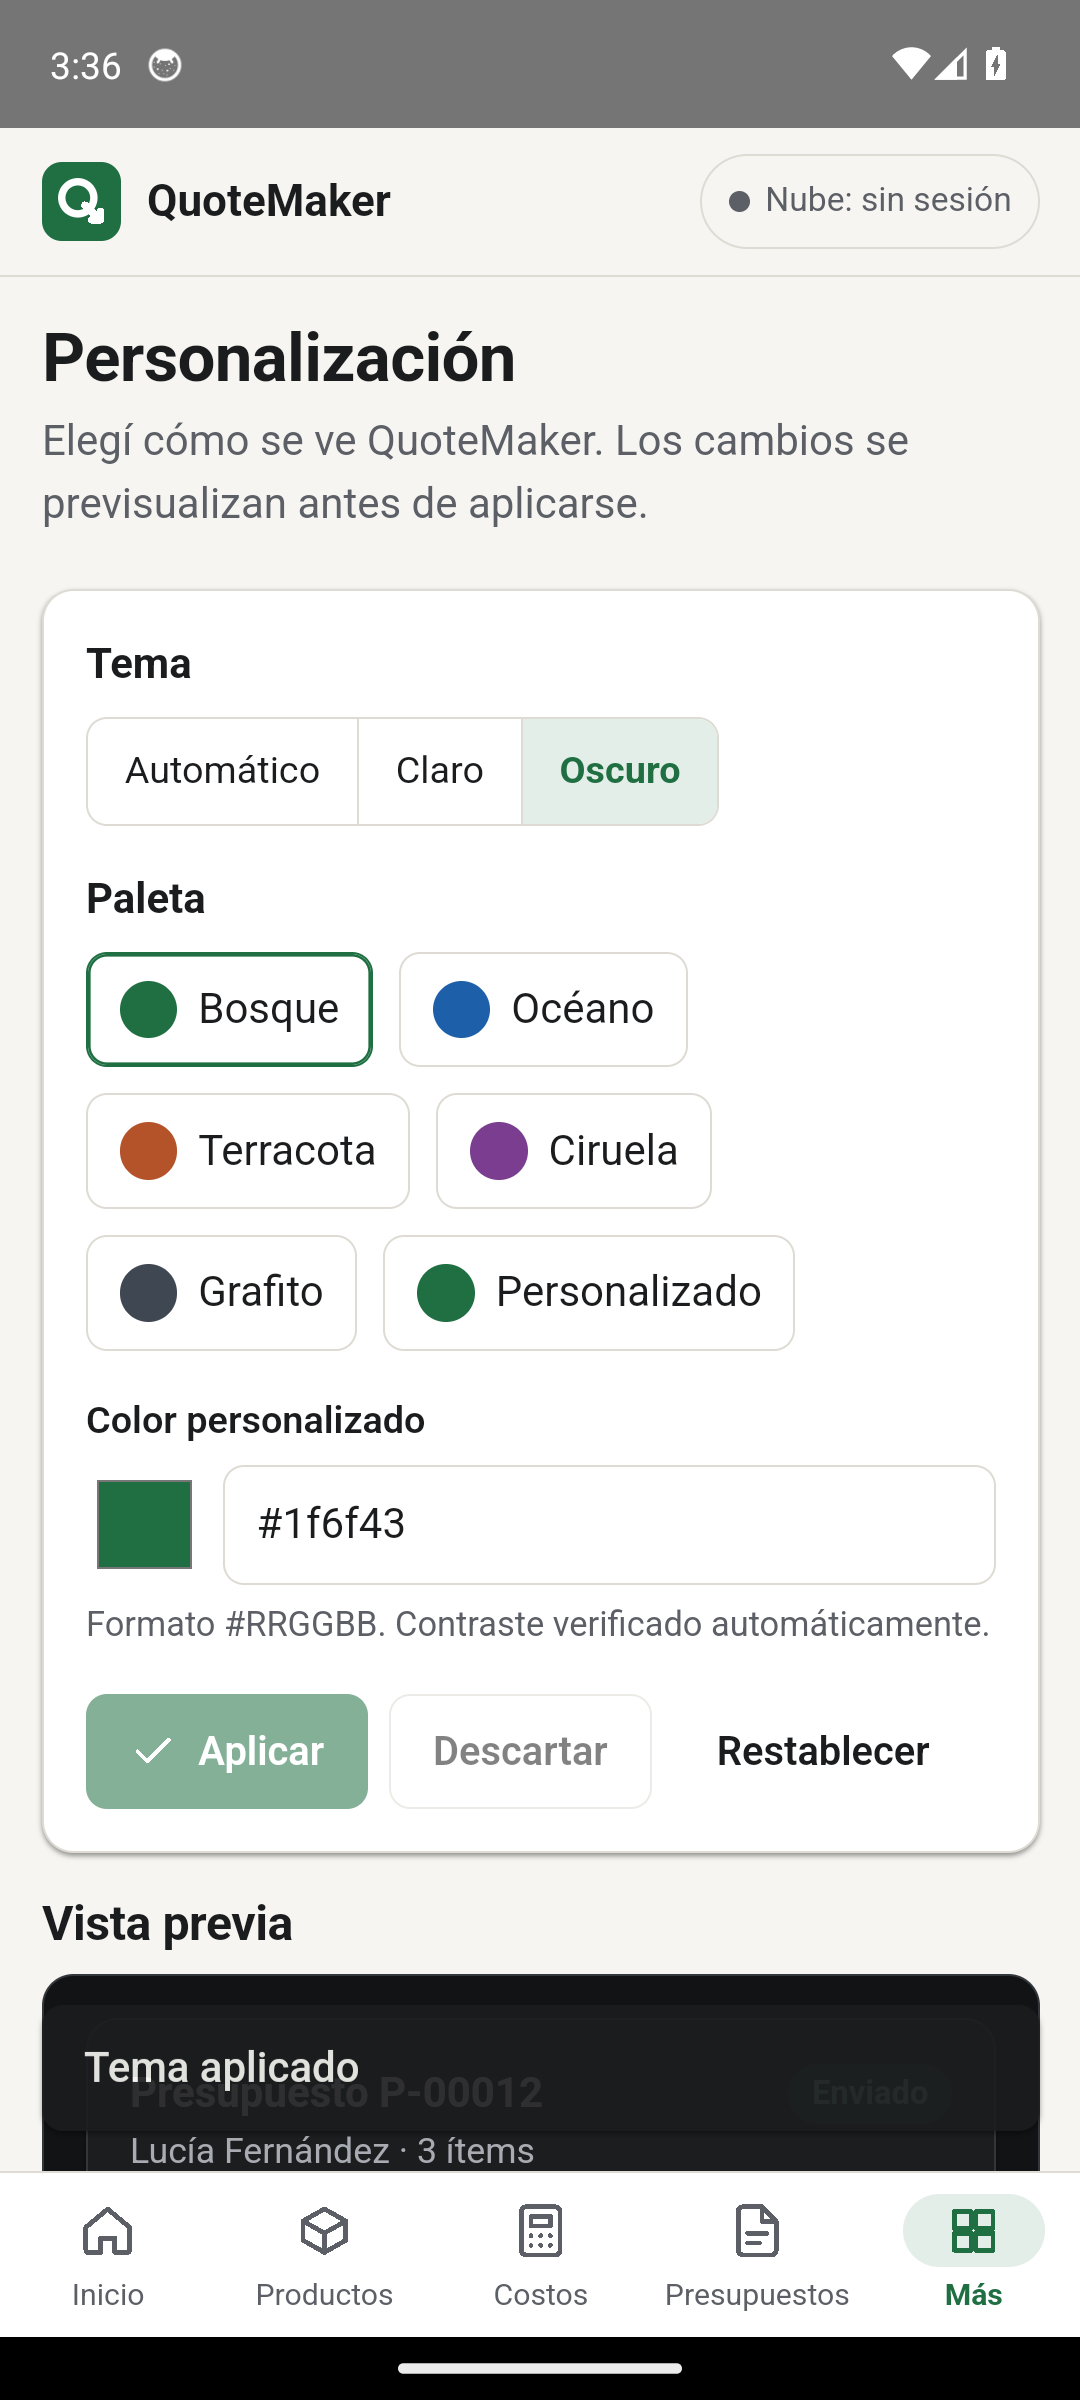 3:36
QuoteMaker
Nube: sin sesión
Personalización
Elegí cómo se ve QuoteMaker. Los cambios se
previsualizan antes de aplicarse.
Tema
Automático Claro Oscuro
Paleta
Bosque Océano
Terracota Ciruela
Grafito Personalizado
Color personalizado
#1f6f43
Formato #RRGGBB. Contraste verificado automáticamente.
Aplicar Descartar Restablecer
Vista previa
Tema aplicado
Presupuesto P-00012 Enviado
Lucía Fernández · 3 ítems
Inicio Productos Costos Presupuestos Más